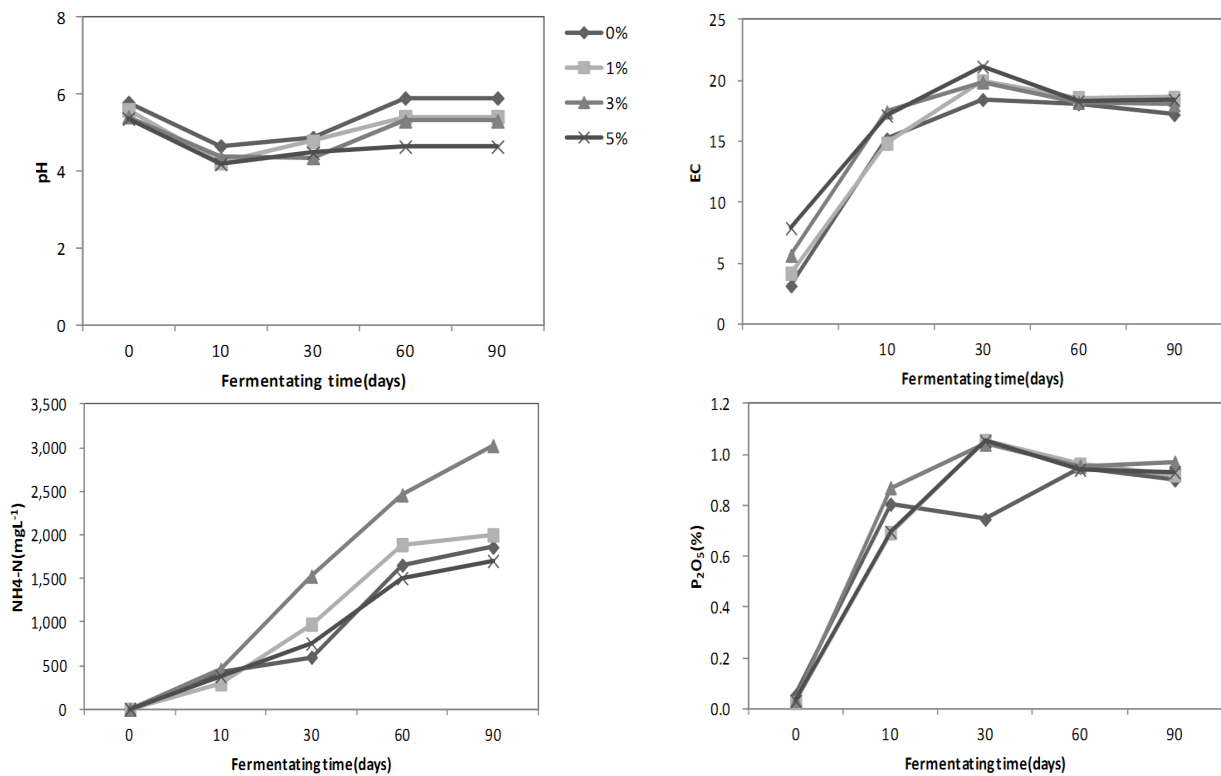 8
6
4
2
0
pH
0 10 30 60 90
Fermentating time(days)
0%
1%
3%
5%
25
20
15
10
5
0
EC
10 30 60 90
Fermentating time(days)
3,500
3,000
2,500
2,000
1,500
1,000
500
0
NH4-N(mgL⁻¹)
0 10 30 60 90
Fermentating time(days)
1.2
1.0
0.8
0.6
0.4
0.2
0.0
P₂O₅(%)
0 10 30 60 90
Fermentating time(days)